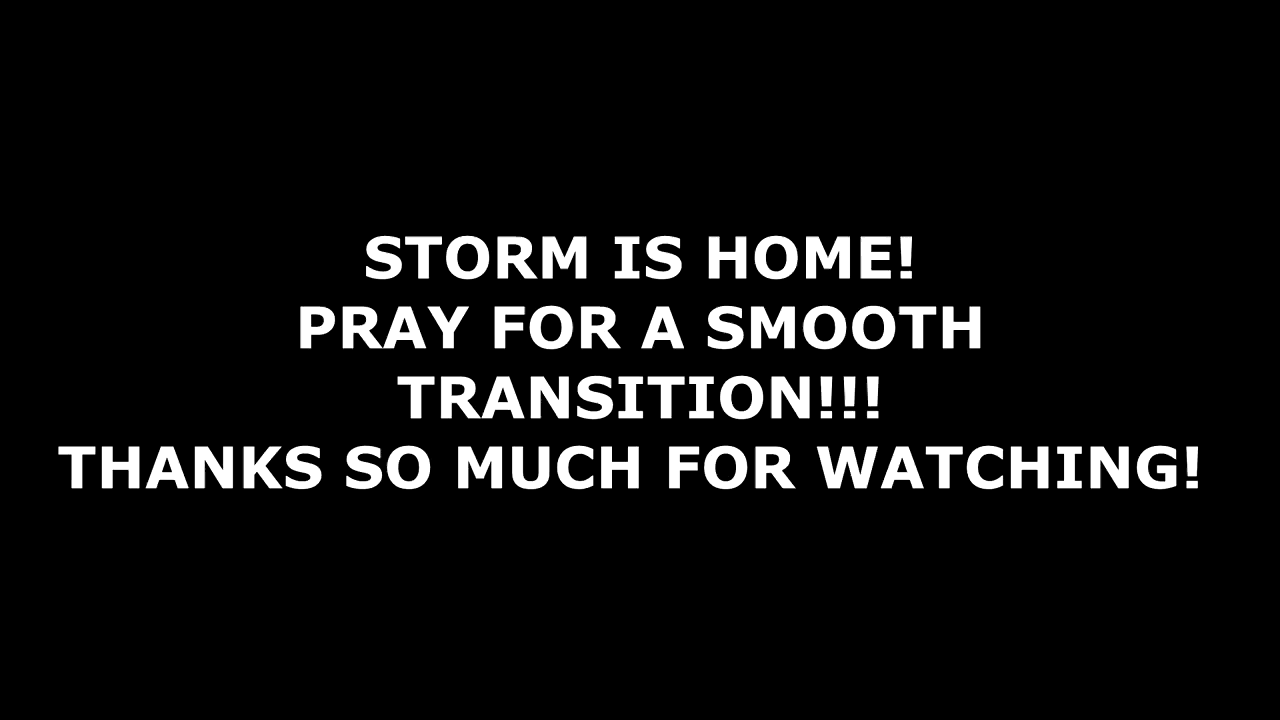 STORM IS HOME!
PRAY FOR A SMOOTH
TRANSITION!!!
THANKS SO MUCH FOR WATCHING!